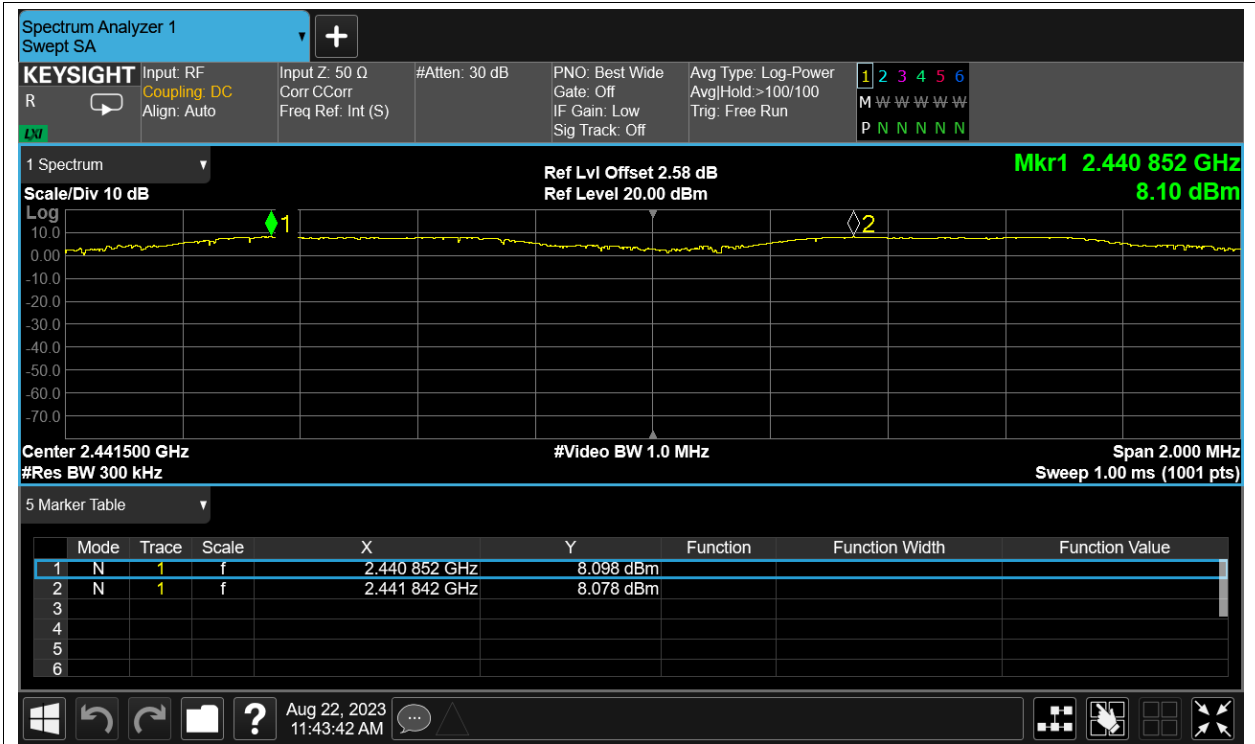 Spectrum Analyzer 1
Swept SA
+
KEYSIGHT
R
LXI
Input: RF
Coupling: DC
Align: Auto
Input Z: 50 Ω
Corr CCorr
Freq Ref: Int (S)
#Atten: 30 dB
PNO: Best Wide
Gate: Off
IF Gain: Low
Sig Track: Off
Avg Type: Log-Power
Avg|Hold:>100/100
Trig: Free Run
1 2 3 4 5 6
M W W W W W
P N N N N N
1 Spectrum
Scale/Div 10 dB
Ref Lvl Offset 2.58 dB
Ref Level 20.00 dBm
Mkr1 2.440 852 GHz
8.10 dBm
Log
1
2
10.0
0.00
-10.0
-20.0
-30.0
-40.0
-50.0
-60.0
-70.0
Center 2.441500 GHz
#Res BW 300 kHz
#Video BW 1.0 MHz
Span 2.000 MHz
Sweep 1.00 ms (1001 pts)
5 Marker Table
Mode Trace Scale X Y Function Function Width Function Value
1 N 1 f 2.440 852 GHz 8.098 dBm
2 N 1 f 2.441 842 GHz 8.078 dBm
3
4
5
6
?
Aug 22, 2023
11:43:42 AM